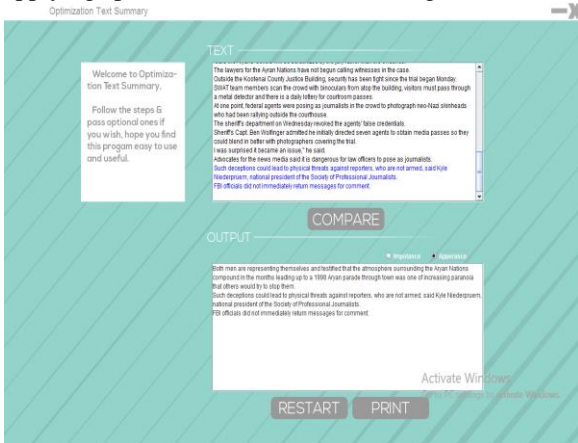 Optimization Text Summary
TEXT
Welcome to Optimiza-
tion Text Summary.
Follow the steps &
pass optional ones if
you wish, hope you find
this progam easy to use
and useful.
The lawyers for the Aryan Nations have not begun calling witnesses in the case.
Outside the Kootenai County Justice Building, security has been tight since the trial began Monday.
SWAT team members scan the crowd with binoculars from atop the building, visitors must pass through
a metal detector and there is a daily lottery for courtroom passes.
At one point, federal agents were posing as journalists in the crowd to photograph neo-Nazi skinheads
who had been rallying outside the courthouse.
The sheriff's department on Wednesday revoked the agents' false credentials.
Sheriff's Capt. Ben Wolfinger admitted he initially directed seven agents to obtain media passes so they
could blend in better with photographers covering the trial.
I was surprised it became an issue," he said.
Advocates for the news media said it is dangerous for law officers to pose as journalists.
Such deceptions could lead to physical threats against reporters, who are not armed, said Kyle
Niederpruem, national president of the Society of Professional Journalists.
FBI officials did not immediately return messages for comment.
COMPARE
OUTPUT
Both men are representing themselves and testified that the atmosphere surrounding the Aryan Nations
compound in the months leading up to a 1998 Aryan parade through town was one of increasing paranoia
that others would try to stop them.
Such deceptions could lead to physical threats against reporters, who are not armed, said Kyle Niederpruem,
national president of the Society of Professional Journalists.
FBI officials did not immediately return messages for comment.
Activate Windows
Go to PC settings to activate Windows.
RESTART PRINT